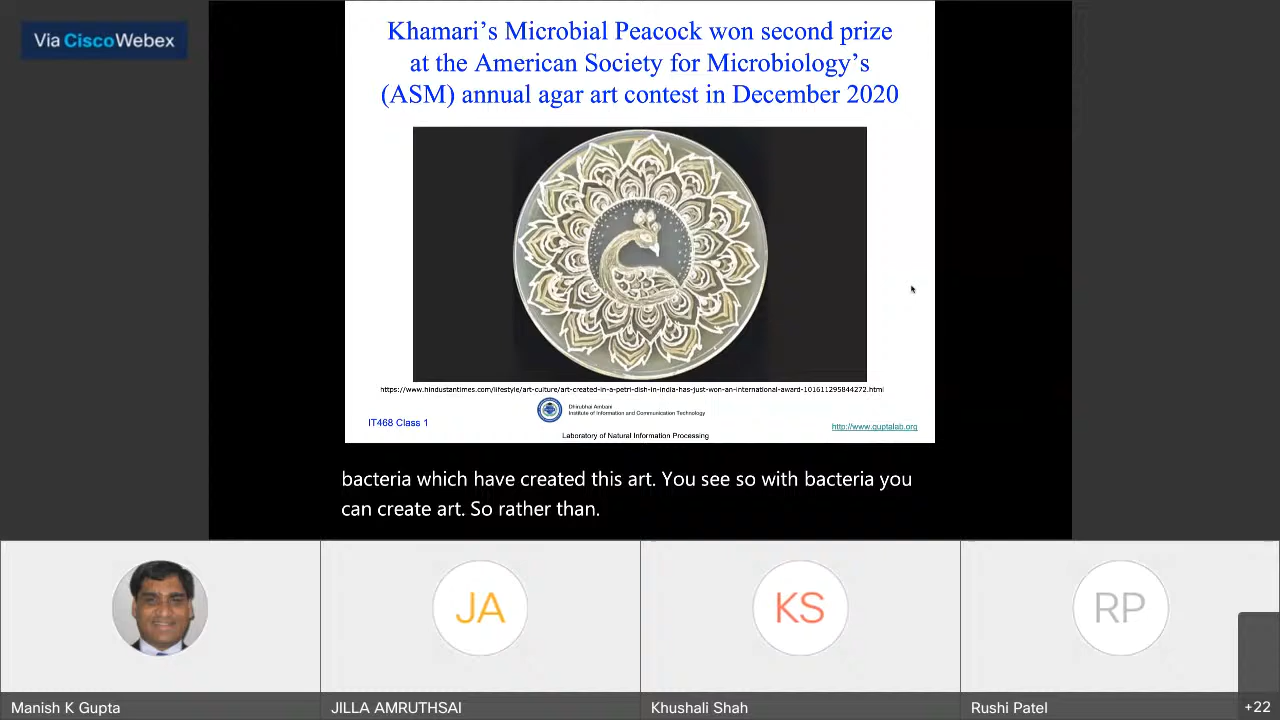 Via CiscoWebex
Khamari's Microbial Peacock won second prize
at the American Society for Microbiology's
(ASM) annual agar art contest in December 2020
https://www.hindustantimes.com/lifestyle/art-culture/art-created-in-a-petri-dish-in-india-has-just-won-an-international-award-101611295844272.html
Dhirubhai Ambani
Institute of Information and Communication Technology
IT468 Class 1
http://www.guptalab.org
Laboratory of Natural Information Processing
bacteria which have created this art. You see so with bacteria you
can create art. So rather than.
JA
KS
RP
Manish K Gupta
JILLA AMRUTHSAI
Khushali Shah
Rushi Patel
+22